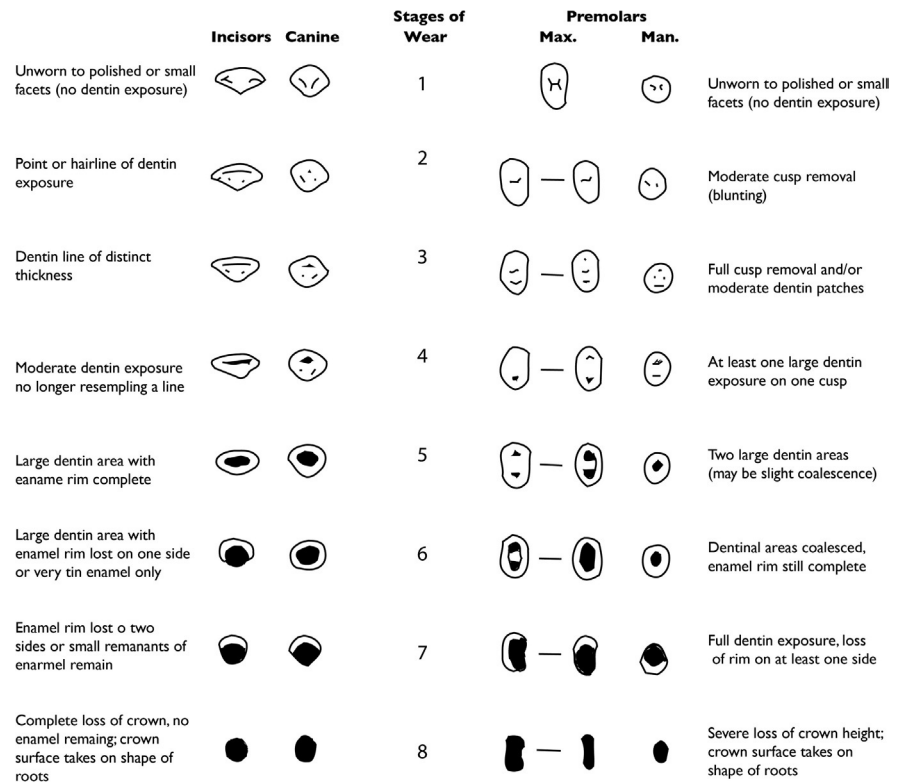 Stages of
Wear
Premolars
Incisors Canine
Max. Man.
Unworn to polished or small
facets (no dentin exposure)
1
Unworn to polished or small
facets (no dentin exposure)
Point or hairline of dentin
exposure
2
Moderate cusp removal
(blunting)
Dentin line of distinct
thickness
3
Full cusp removal and/or
moderate dentin patches
Moderate dentin exposure
no longer resembling a line
4
At least one large dentin
exposure on one cusp
Large dentin area with
eaname rim complete
5
Two large dentin areas
(may be slight coalescence)
Large dentin area with
enamel rim lost on one side
or very tin enamel only
6
Dentinal areas coalesced,
enamel rim still complete
Enamel rim lost o two
sides or small remanants of
enarmel remain
7
Full dentin exposure, loss
of rim on at least one side
Complete loss of crown, no
enamel remaing; crown
surface takes on shape of
roots
8
Severe loss of crown height;
crown surface takes on
shape of roots